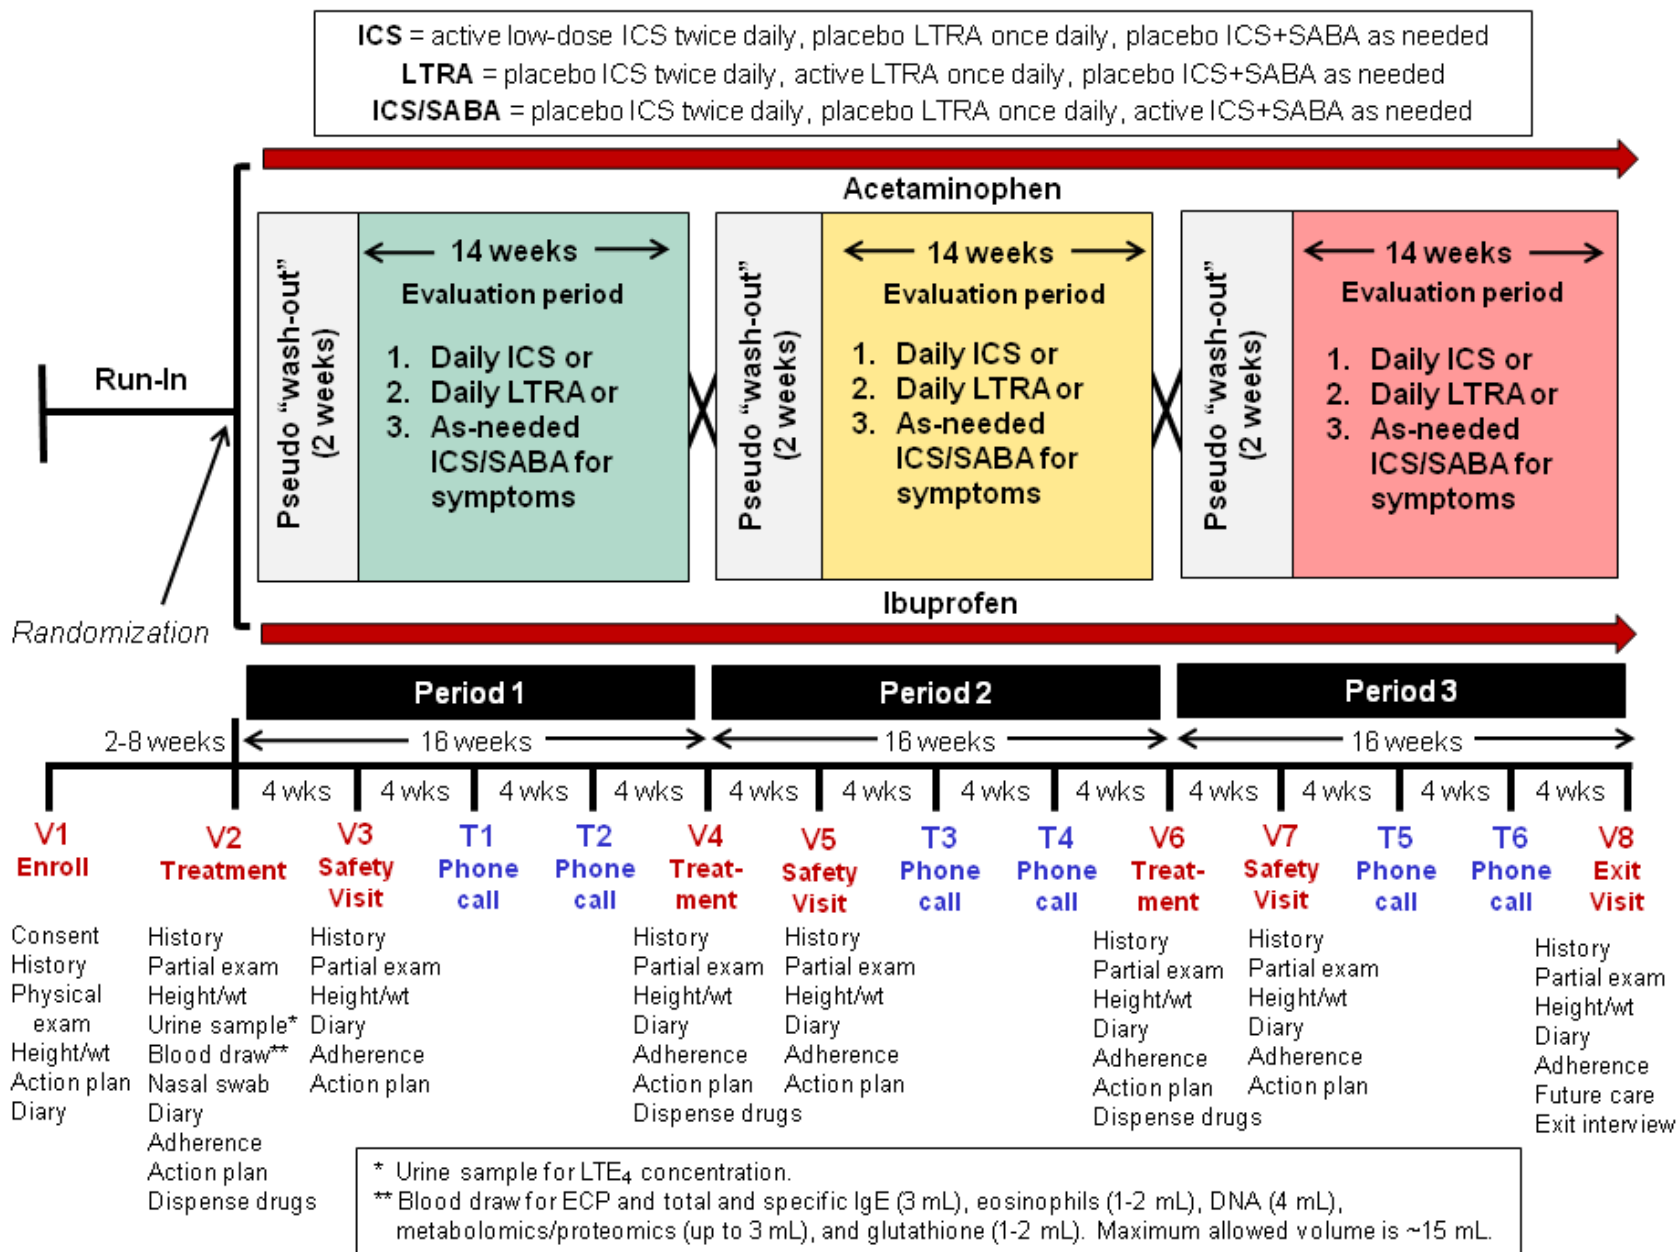 ICS = active low-dose ICS twice daily, placebo LTRA once daily, placebo ICS+SABA as needed
LTRA = placebo ICS twice daily, active LTRA once daily, placebo ICS+SABA as needed
ICS/SABA = placebo ICS twice daily, placebo LTRA once daily, active ICS+SABA as needed
Acetaminophen
Run-In
Randomization
Pseudo “wash-out”
(2 weeks)
14 weeks
Evaluation period
1. Daily ICS or
2. Daily LTRA or
3. As-needed
ICS/SABA for
symptoms
Pseudo “wash-out”
(2 weeks)
14 weeks
Evaluation period
1. Daily ICS or
2. Daily LTRA or
3. As-needed
ICS/SABA for
symptoms
Pseudo “wash-out”
(2 weeks)
14 weeks
Evaluation period
1. Daily ICS or
2. Daily LTRA or
3. As-needed
ICS/SABA for
symptoms
Ibuprofen
Period 1
Period 2
Period 3
2-8 weeks
16 weeks
16 weeks
16 weeks
4 wks
4 wks
4 wks
4 wks
4 wks
4 wks
4 wks
4 wks
4 wks
4 wks
4 wks
4 wks
V1
Enroll
Consent
History
Physical
exam
Height/wt
Action plan
Diary
V2
Treatment
History
Partial exam
Height/wt
Urine sample*
Blood draw**
Nasal swab
Diary
Adherence
Action plan
Dispense drugs
V3
Safety
Visit
History
Partial exam
Height/wt
Diary
Adherence
Action plan
T1
Phone
call
T2
Phone
call
V4
Treat-
ment
History
Partial exam
Height/wt
Diary
Adherence
Action plan
Dispense drugs
V5
Safety
Visit
History
Partial exam
Height/wt
Diary
Adherence
Action plan
T3
Phone
call
T4
Phone
call
V6
Treat-
ment
History
Partial exam
Height/wt
Diary
Adherence
Action plan
Dispense drugs
V7
Safety
Visit
History
Partial exam
Height/wt
Diary
Adherence
Action plan
T5
Phone
call
T6
Phone
call
V8
Exit
Visit
History
Partial exam
Height/wt
Diary
Adherence
Future care
Exit interview
* Urine sample for LTE₄ concentration.
** Blood draw for ECP and total and specific IgE (3 mL), eosinophils (1-2 mL), DNA (4 mL),
metabolomics/proteomics (up to 3 mL), and glutathione (1-2 mL). Maximum allowed volume is ~15 mL.